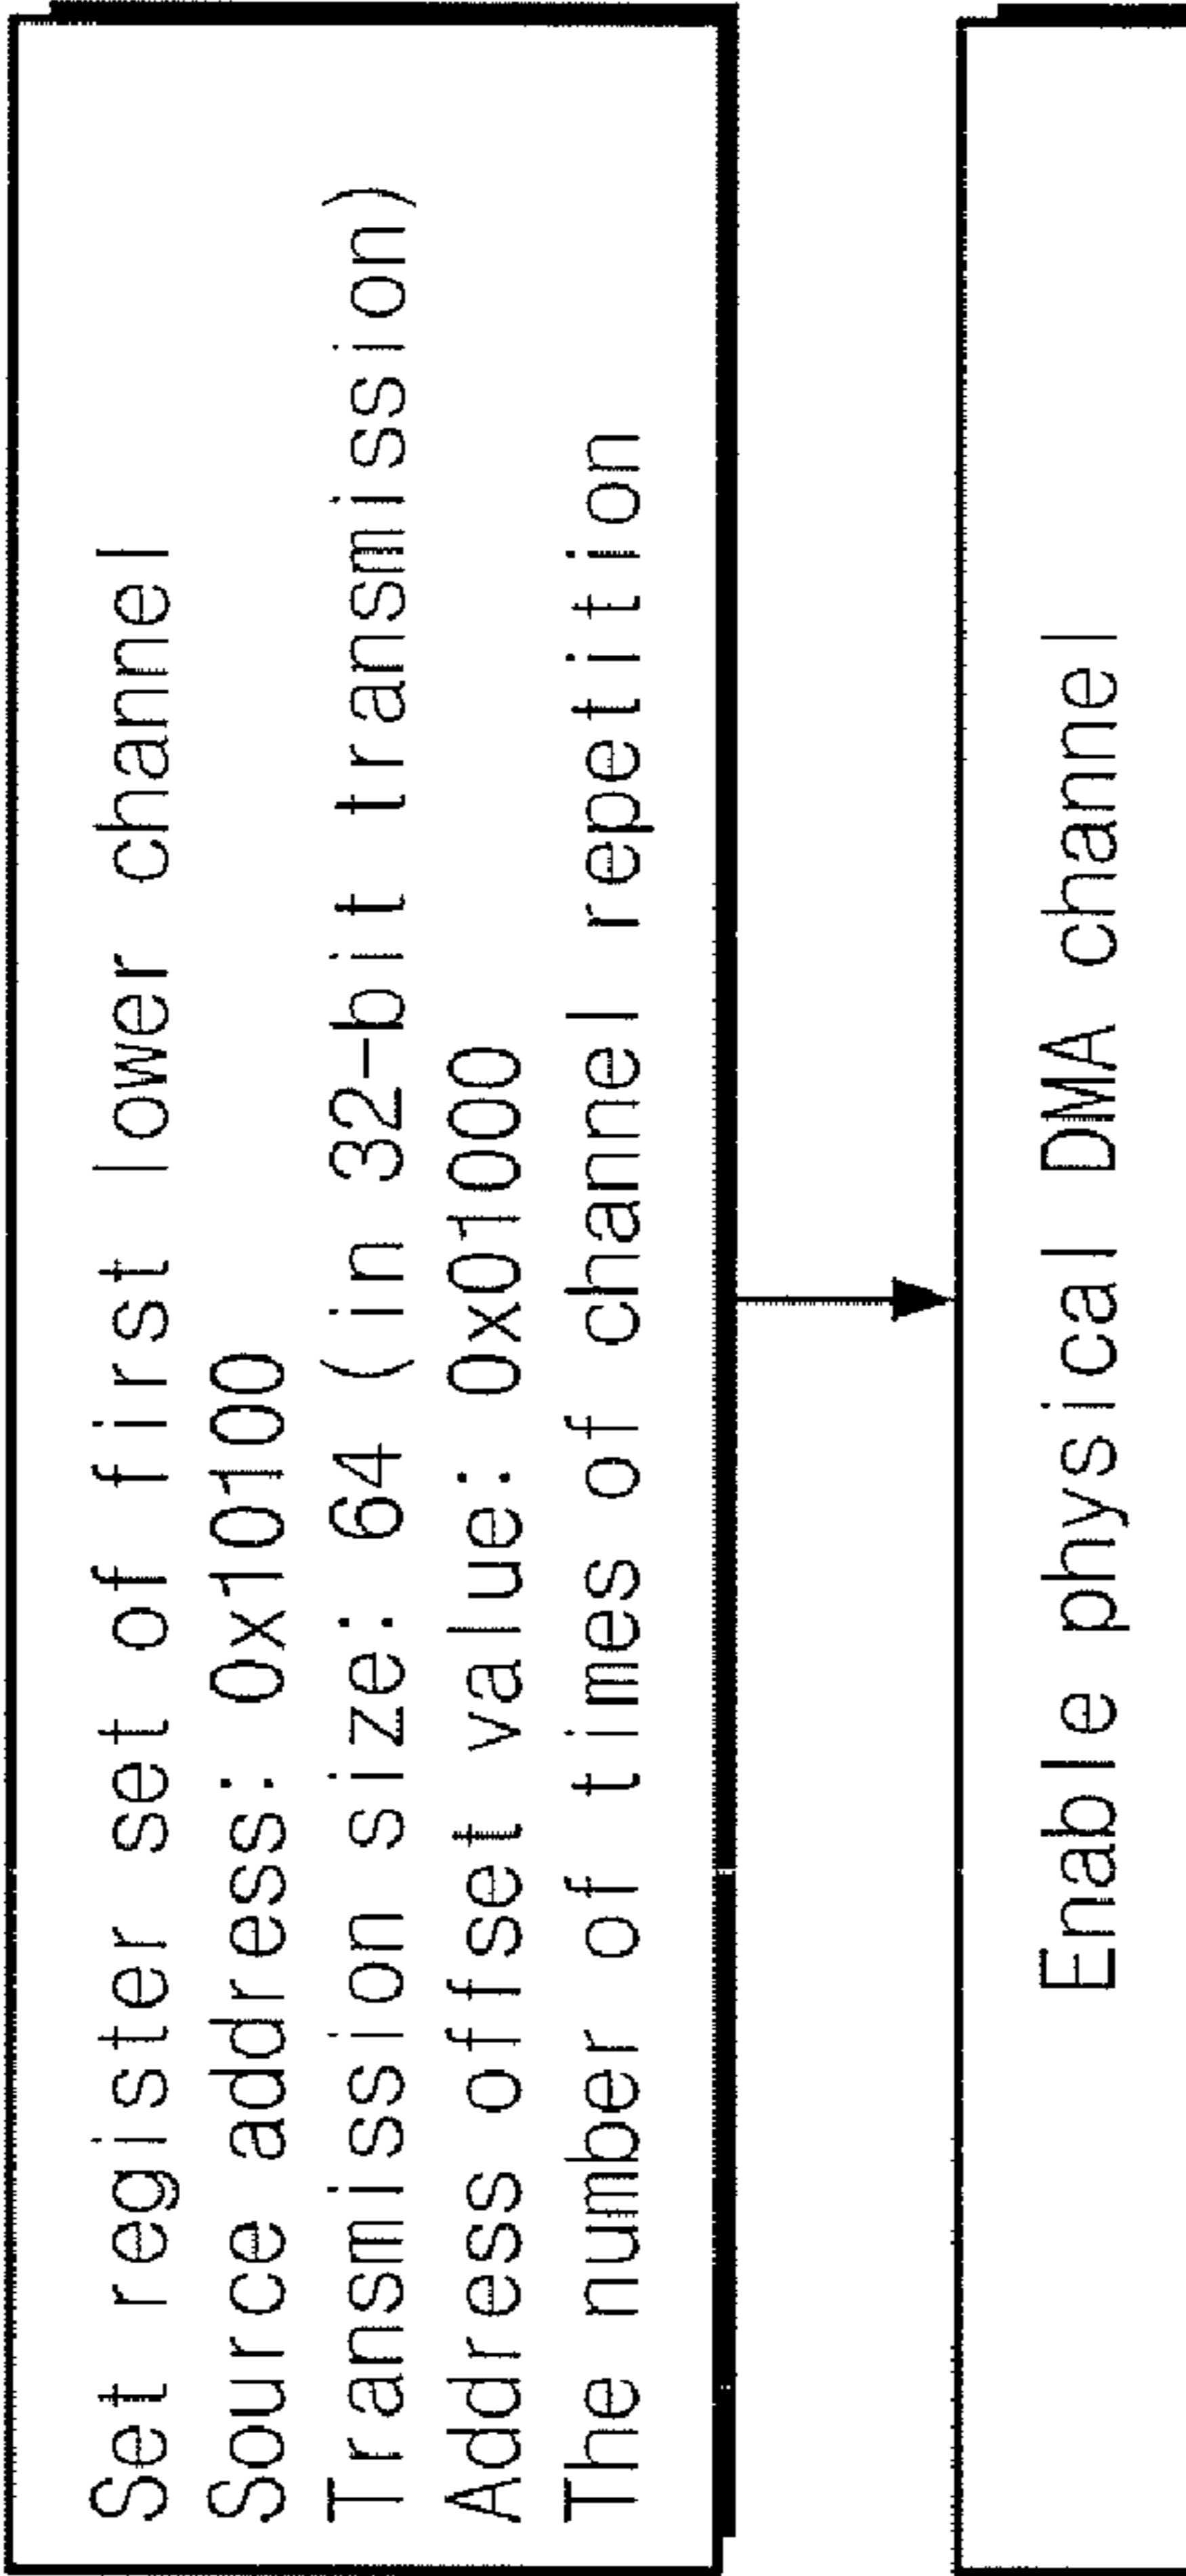 Set register set of first lower channel
Source address: 0x10100
Transmission size: 64 (in 32-bit transmission)
Address offset value: 0x01000
The number of times of channel repetition
Enable physical DMA channel